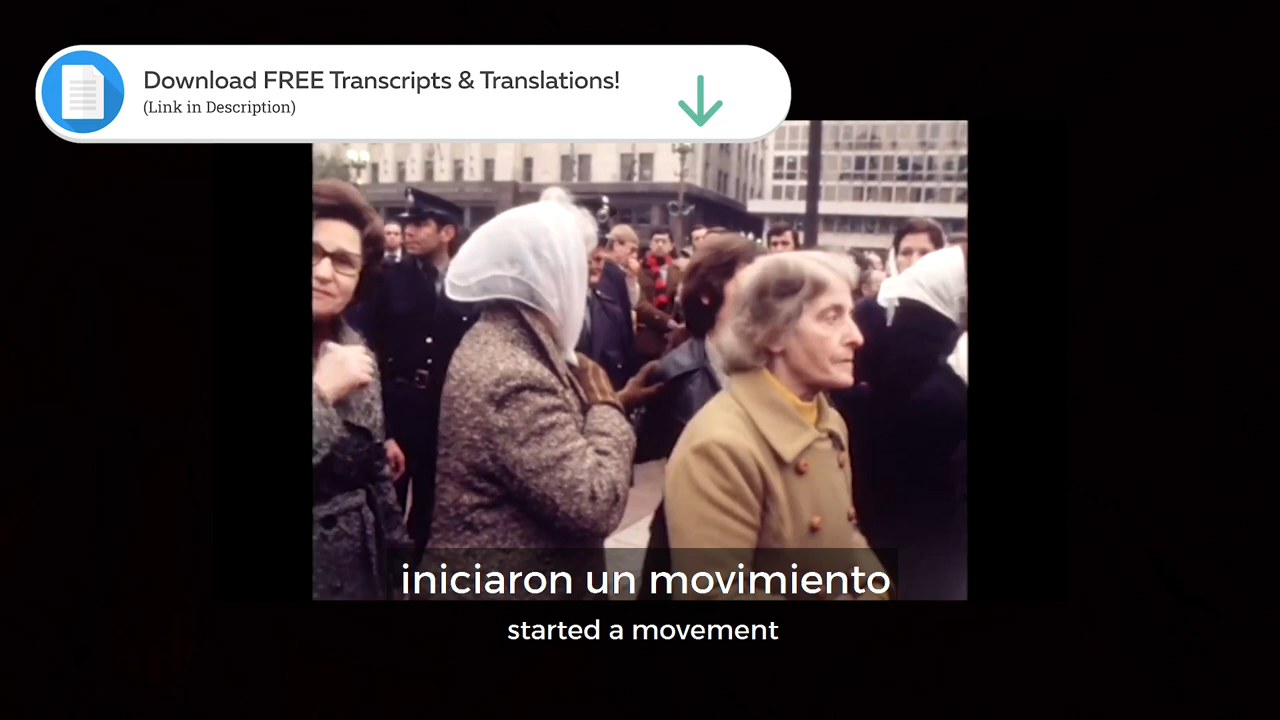 Download FREE Transcripts & Translations!
(Link in Description)
iniciaron un movimiento
started a movement